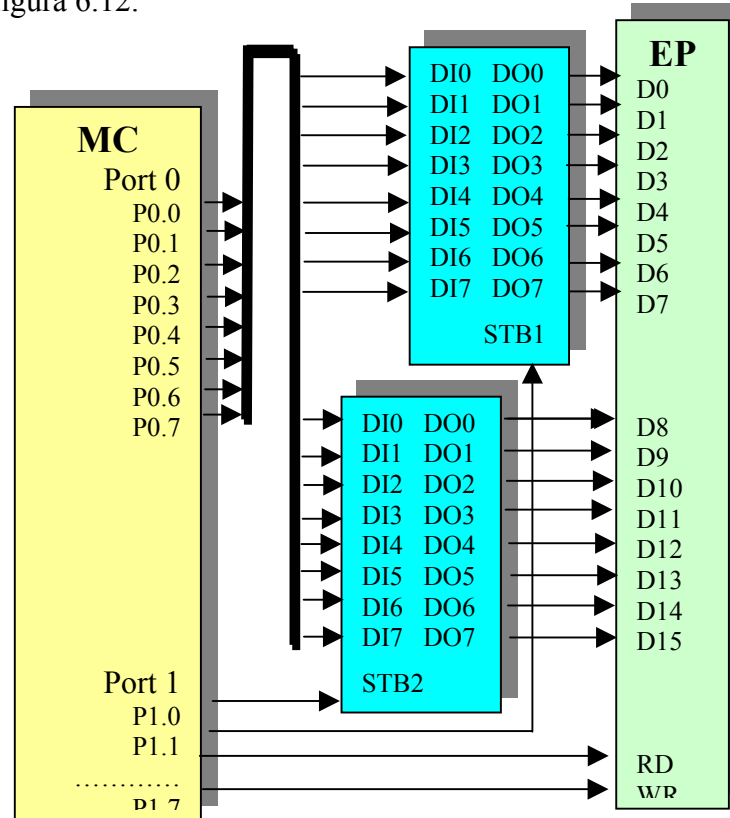 igura 6.12.
MC
Port 0
P0.0
P0.1
P0.2
P0.3
P0.4
P0.5
P0.6
P0.7
Port 1
P1.0
P1.1
…………
P1.7
DI0 DO0
DI1 DO1
DI2 DO2
DI3 DO3
DI4 DO4
DI5 DO5
DI6 DO6
DI7 DO7
STB1
DI0 DO0
DI1 DO1
DI2 DO2
DI3 DO3
DI4 DO4
DI5 DO5
DI6 DO6
DI7 DO7
STB2
EP
D0
D1
D2
D3
D4
D5
D6
D7
D8
D9
D10
D11
D12
D13
D14
D15
RD
WR